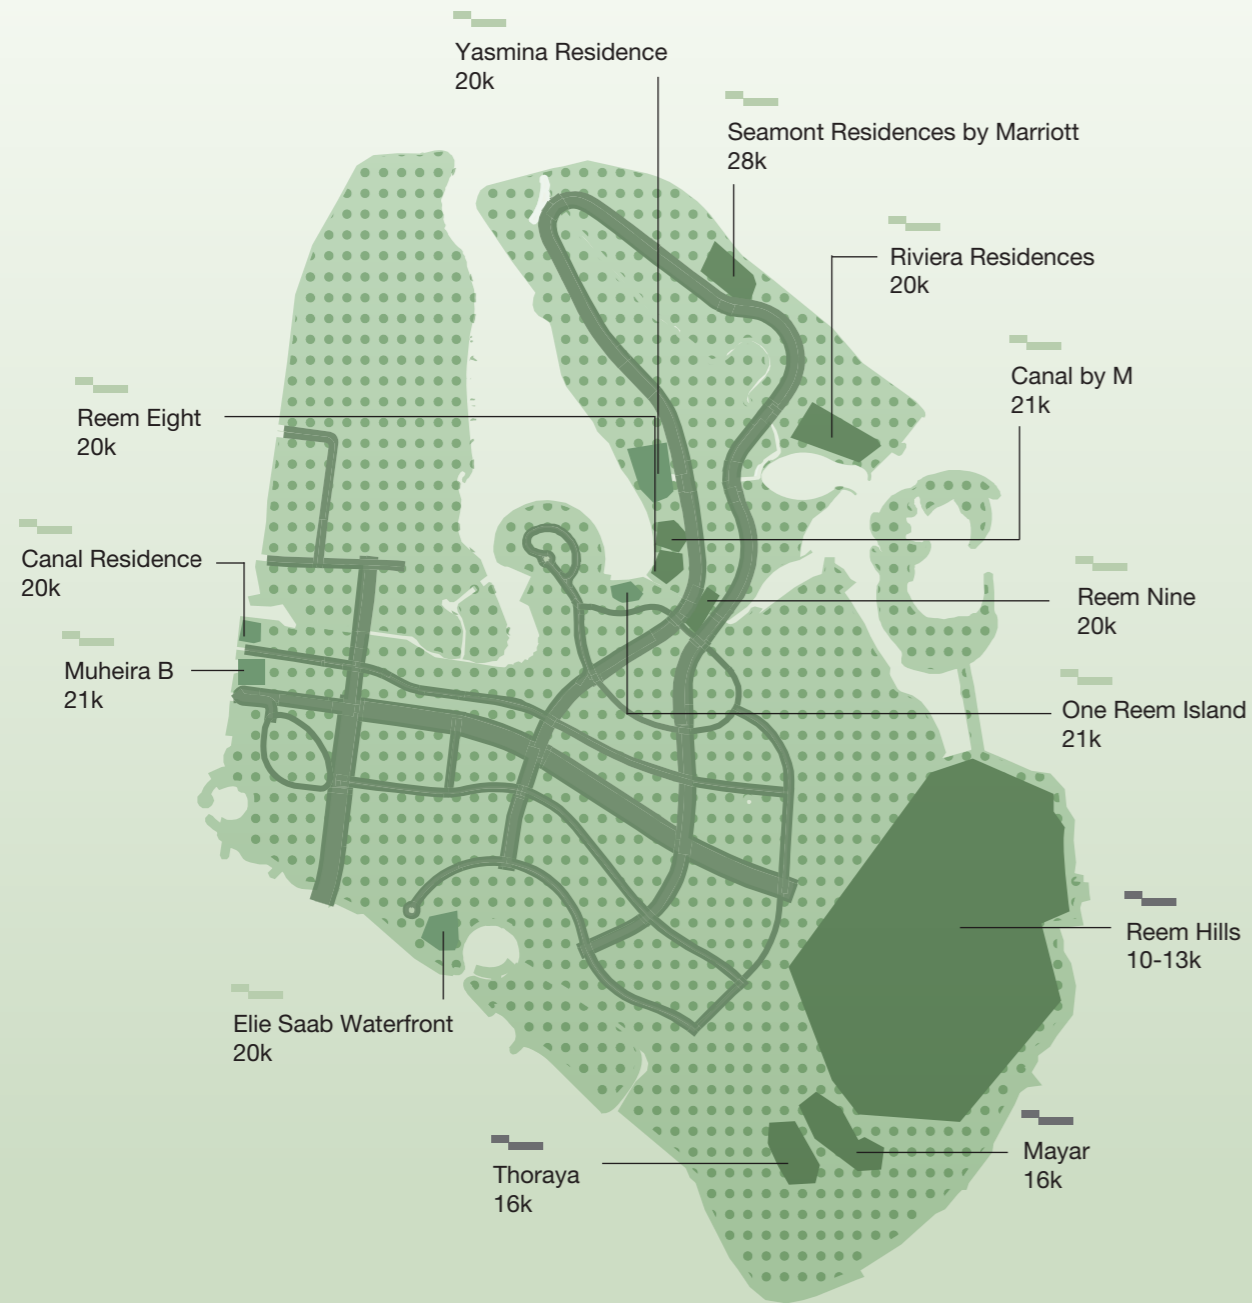 Yasmina Residence
20k
Seamont Residences by Marriott
28k
Riviera Residences
20k
Canal by M
21k
Reem Eight
20k
Canal Residence
20k
Reem Nine
20k
Muheira B
21k
One Reem Island
21k
Reem Hills
10-13k
Elie Saab Waterfront
20k
Mayar
16k
Thoraya
16k